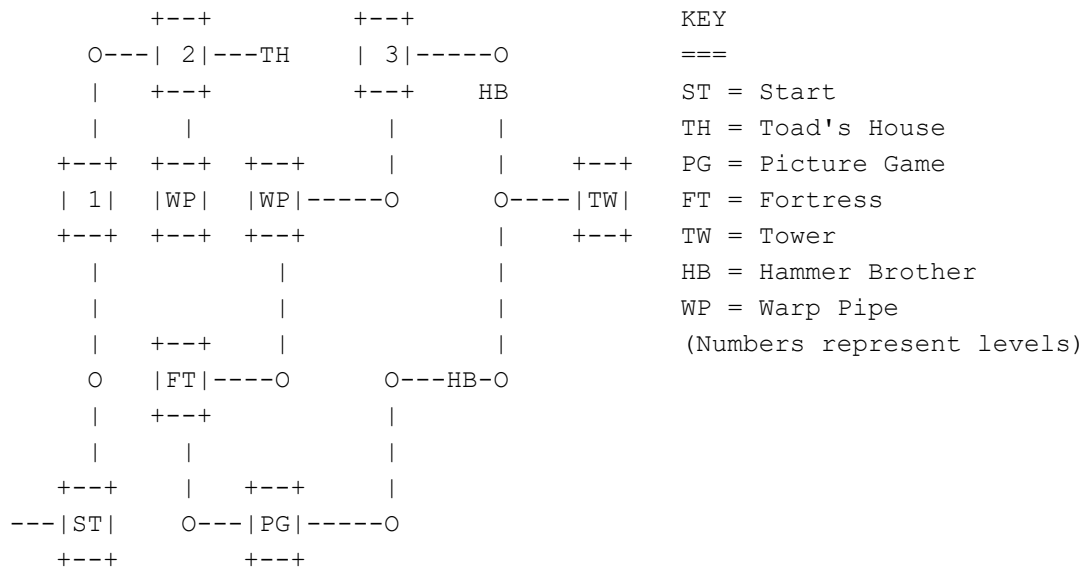 +--+         +--+                 KEY
       O---| 2|---TH    | 3|-----O            ===
       |   +--+         +--+    HB            ST = Start
       |     |             |     |            TH = Toad's House
     +--+  +--+  +--+      |     |    +--+    PG = Picture Game
     | 1|  |WP|  |WP|-----O      O----|TW|    FT = Fortress
     +--+  +--+  +--+            |    +--+    TW = Tower
       |           |             |            HB = Hammer Brother
       |           |             |            WP = Warp Pipe
       |   +--+    |             |            (Numbers represent levels)
       O   |FT|----O      O---HB-O
       |   +--+           |
       |     |            |
     +--+    |   +--+     |
  ---|ST|    O---|PG|-----O
     +--+        +--+